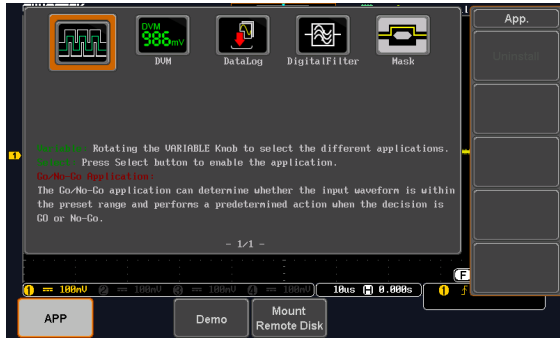 App.
Uninstall
DVM
986mV
DVM
DataLog
DigitalFilter
Mask
Variable: Rotating the VARIABLE Knob to select the different applications.
Select: Press Select button to enable the application.
Go/No-Go Application:
The Go/No-Go application can determine whether the input waveform is within
the preset range and performs a predetermined action when the decision is
GO or No-Go.
- 1/1 -
F
1
1 == 100mV 2 == 100mV 3 == 100mV 4 == 100mV 10us H 0.000s 1
APP
Demo
Mount
Remote Disk